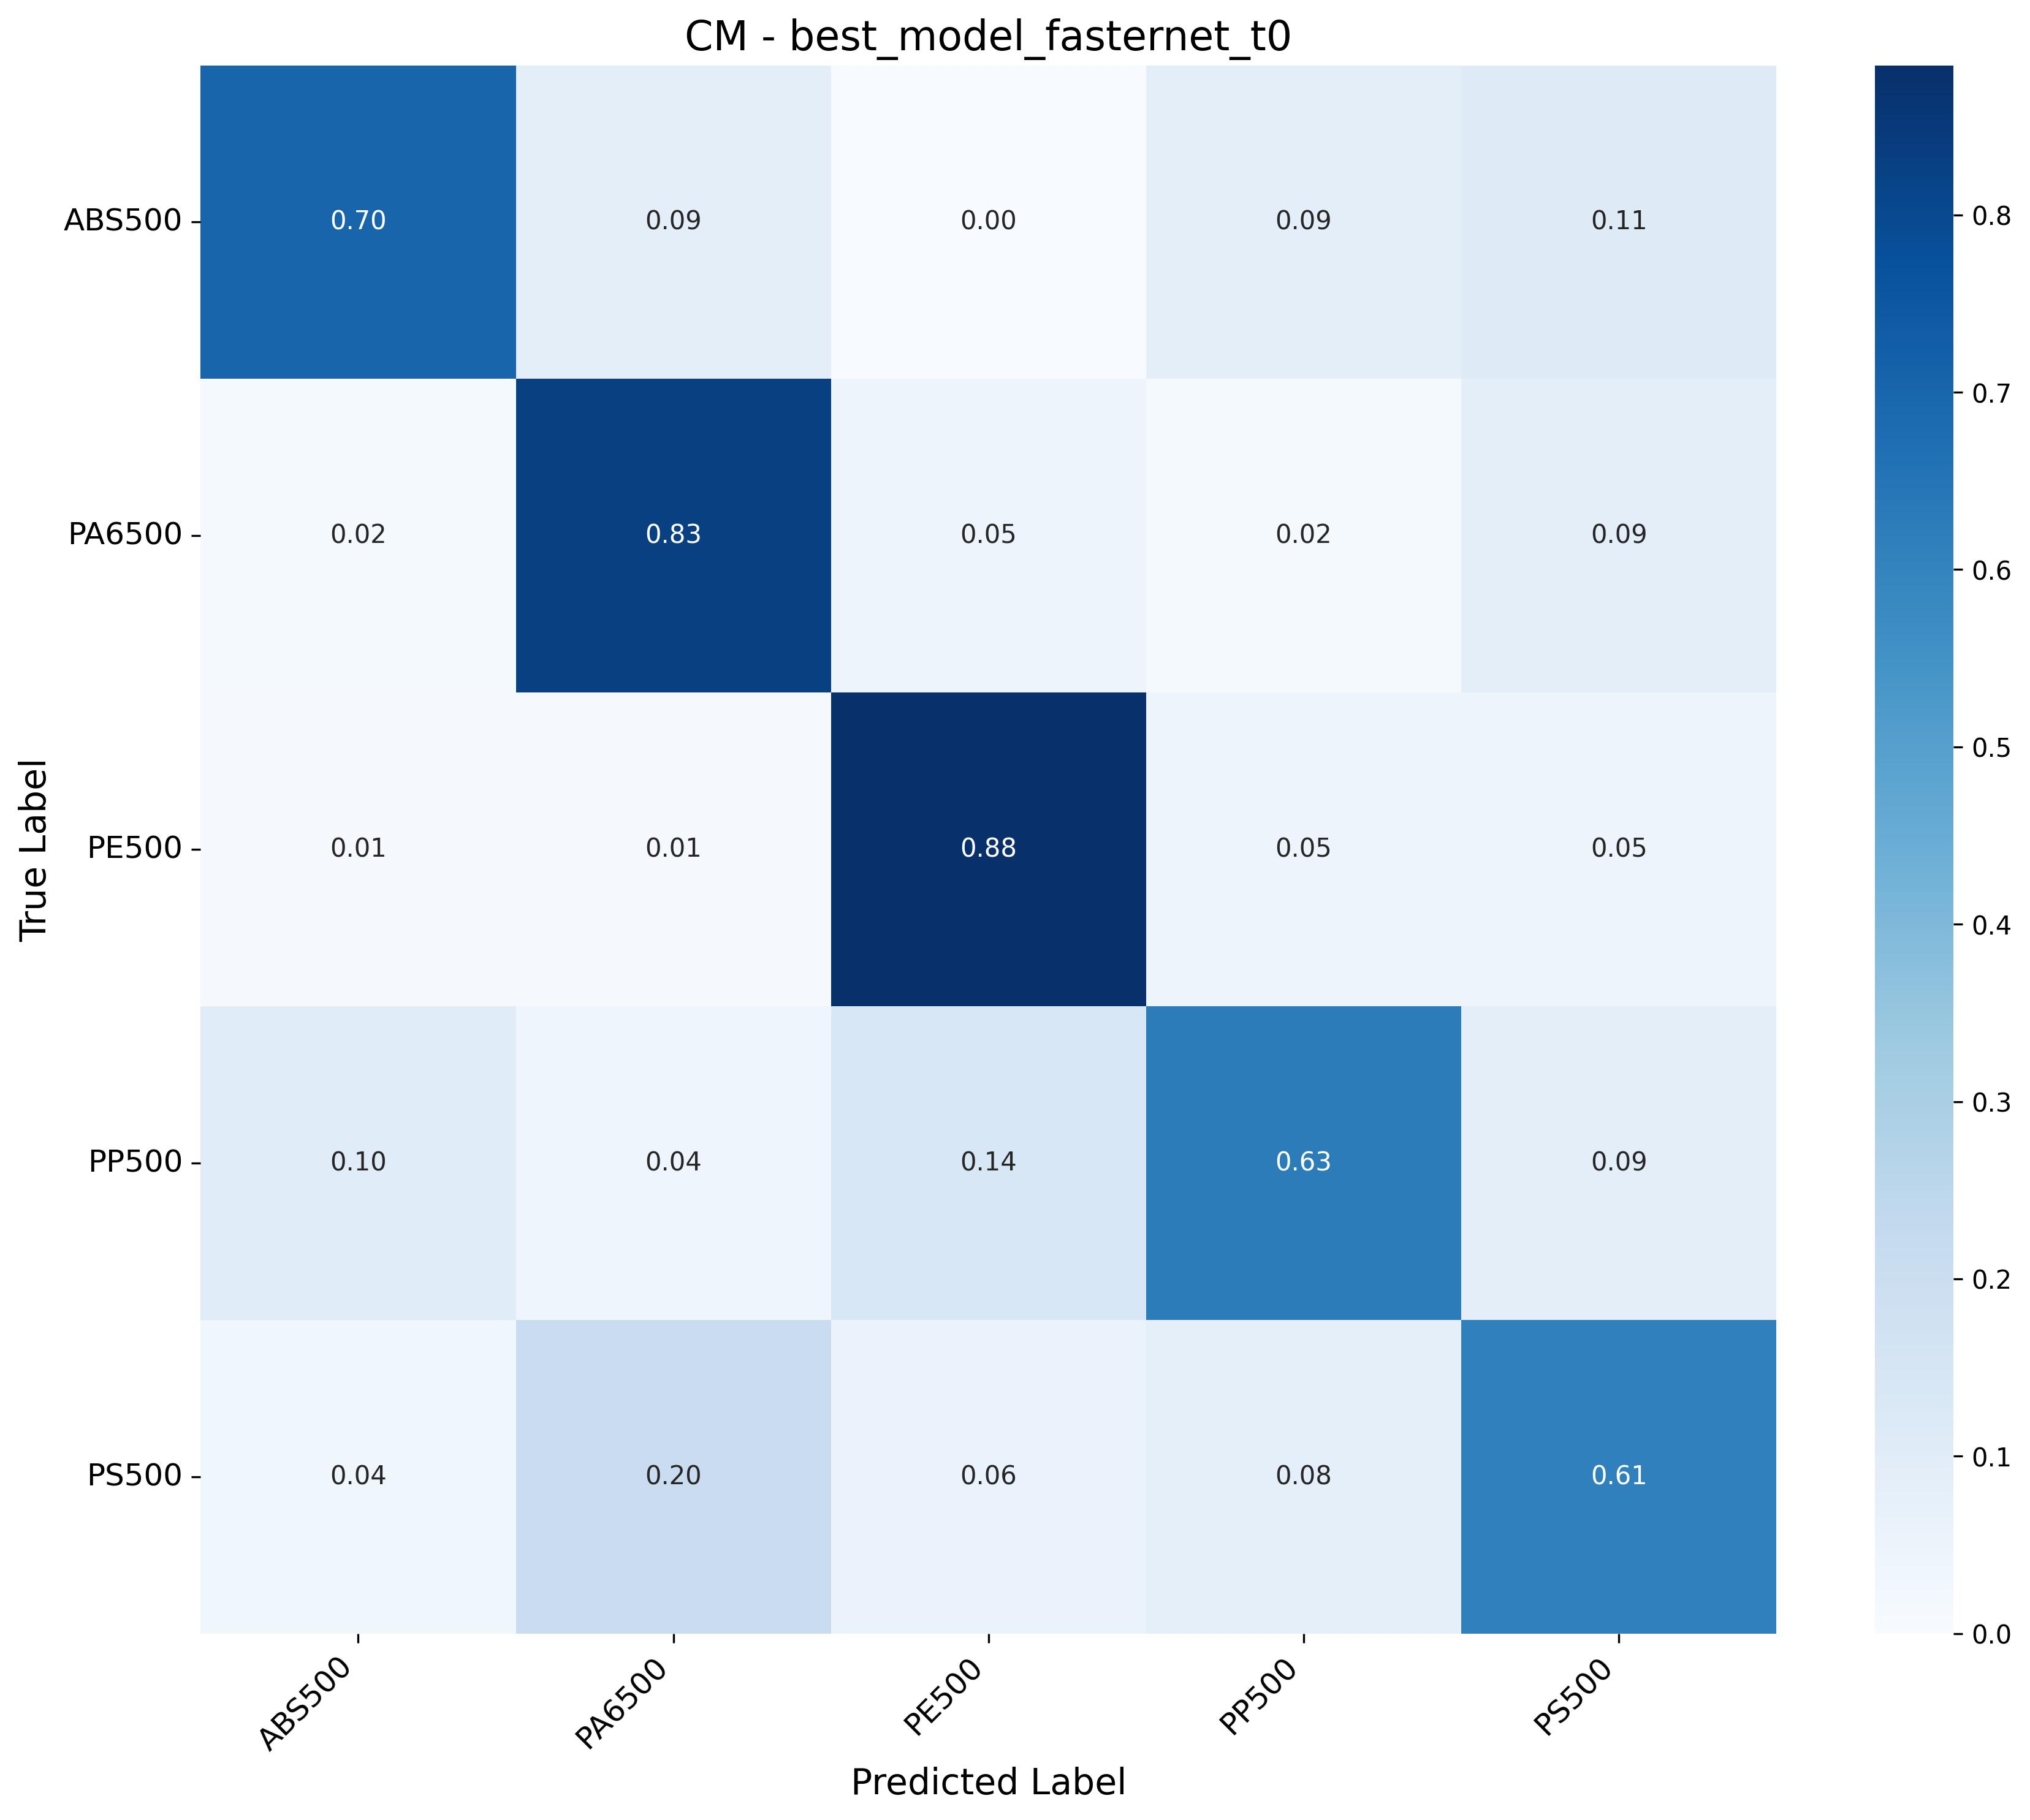 CM - best_model_fasternet_t0
ABS500 0.70 0.09 0.00 0.09 0.11
PA6500 0.02 0.83 0.05 0.02 0.09
PE500 0.01 0.01 0.88 0.05 0.05
PP500 0.10 0.04 0.14 0.63 0.09
PS500 0.04 0.20 0.06 0.08 0.61
True Label
ABS500 PA6500 PE500 PP500 PS500
Predicted Label
0.8
0.7
0.6
0.5
0.4
0.3
0.2
0.1
0.0